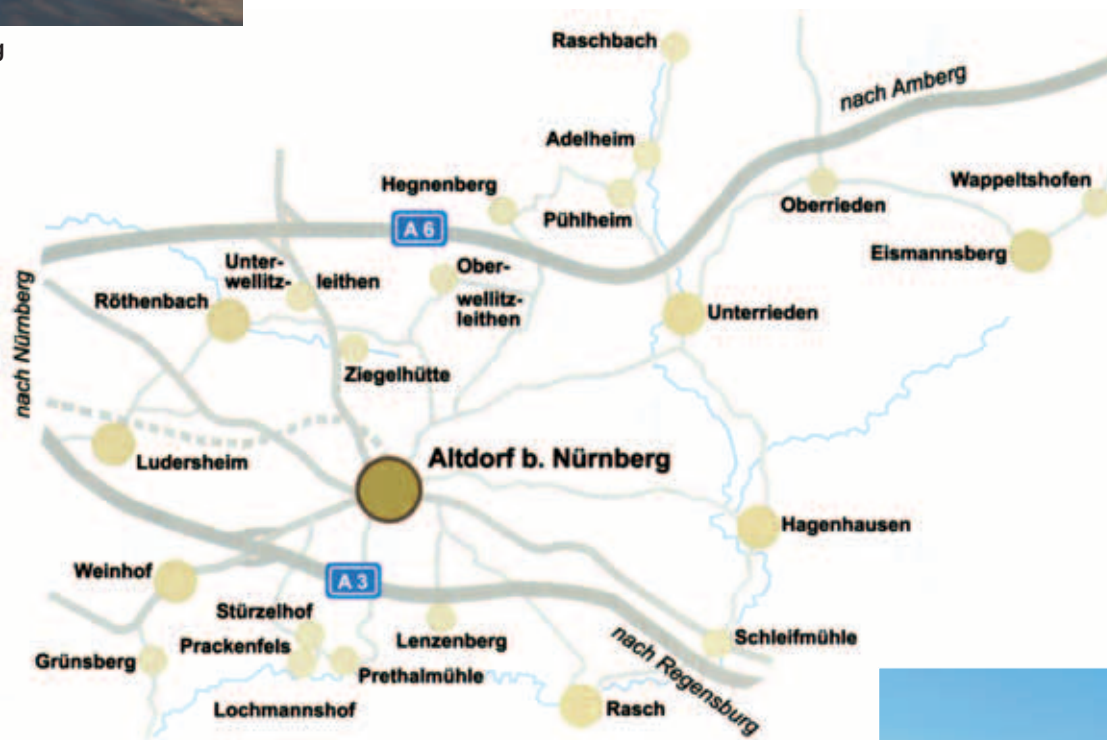 g
Raschbach
nach Amberg
Adelheim
Hegnenberg
Wappeltshofen
Pühlheim
Oberrieden
A 6
Eismannsberg
Unter-
wellitz-
leithen
Ober-
wellitz-
leithen
Röthenbach
Unterrieden
nach Nürnberg
Ziegelhütte
Altdorf b. Nürnberg
Ludersheim
Hagenhausen
Weinhof
A 3
Stürzelhof
Lenzenberg
Schleifmühle
Prackenfels
nach Regensburg
Grünsberg
Prethalmühle
Lochmannshof
Rasch